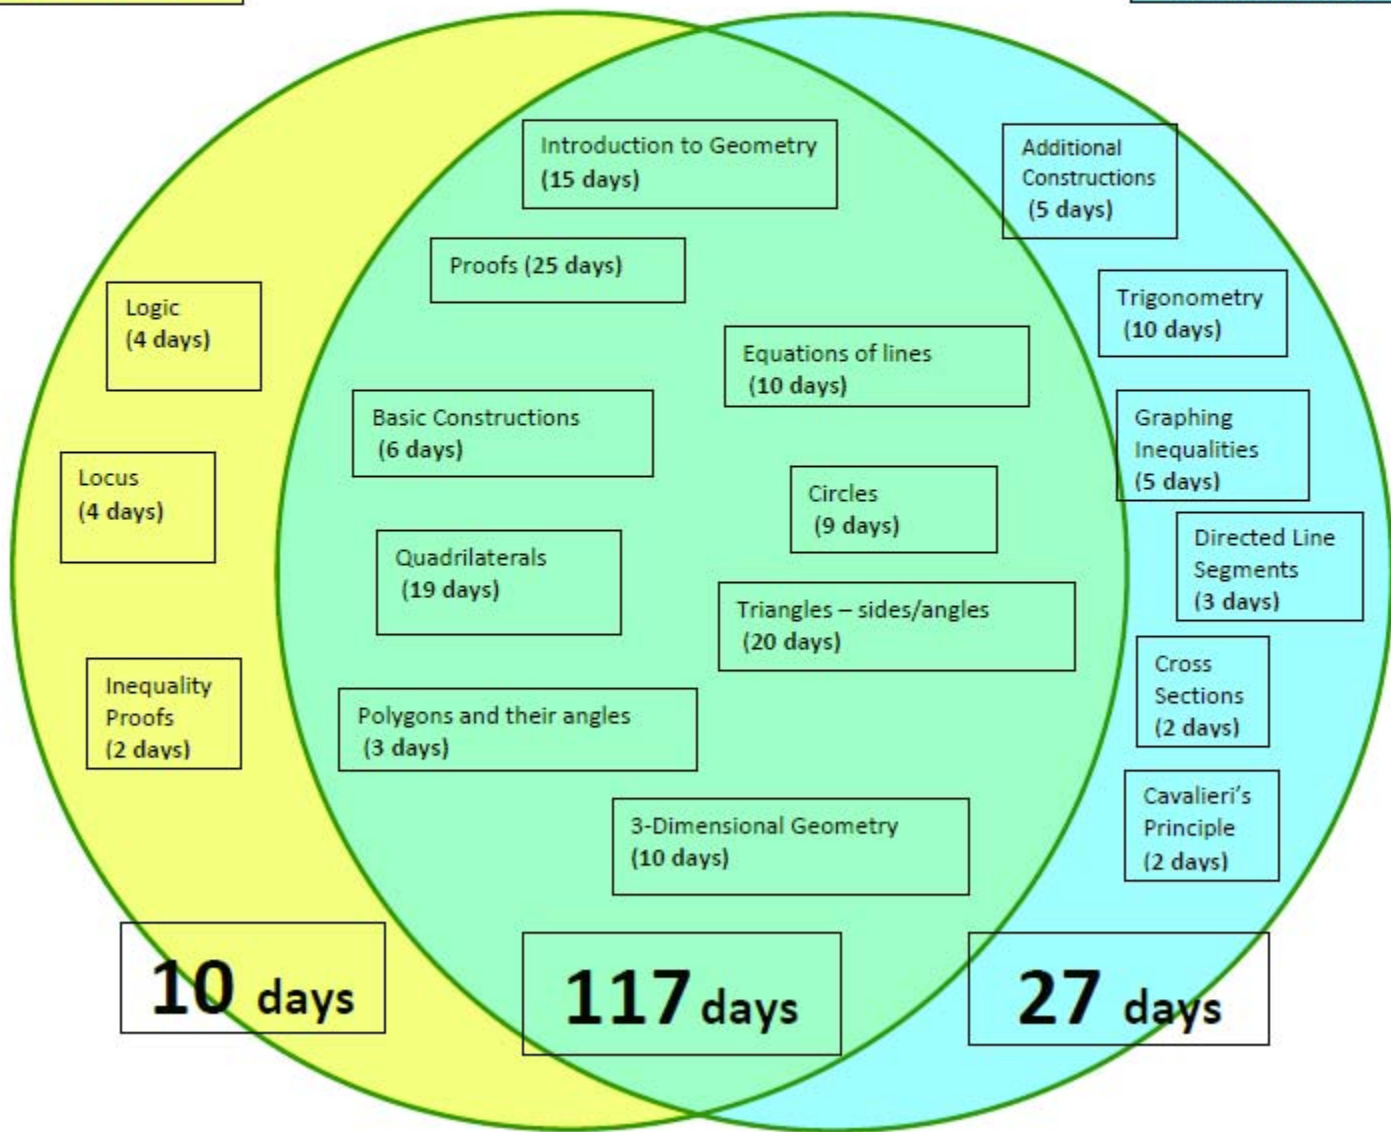 Logic
(4 days)
Locus
(4 days)
Inequality
Proofs
(2 days)
10 days
Introduction to Geometry
(15 days)
Proofs (25 days)
Equations of lines
(10 days)
Basic Constructions
(6 days)
Circles
(9 days)
Quadrilaterals
(19 days)
Triangles – sides/angles
(20 days)
Polygons and their angles
(3 days)
3-Dimensional Geometry
(10 days)
117 days
Additional
Constructions
(5 days)
Trigonometry
(10 days)
Graphing
Inequalities
(5 days)
Directed Line
Segments
(3 days)
Cross
Sections
(2 days)
Cavalieri’s
Principle
(2 days)
27 days